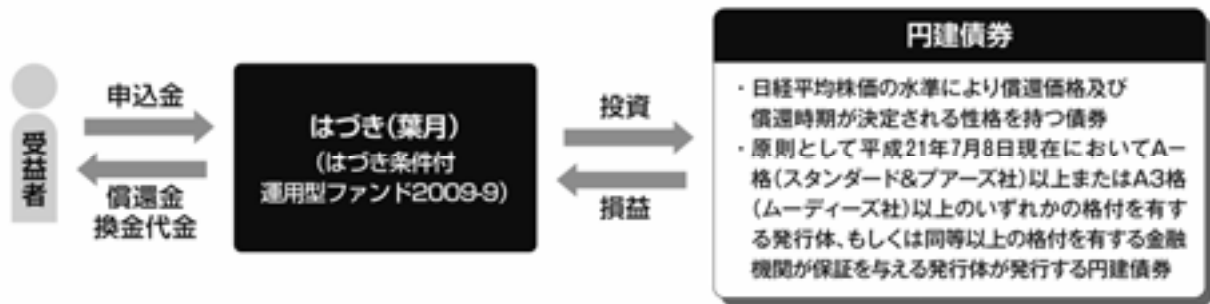 受益者
申込金
償還金
換金代金
はづき(葉月)
(はづき条件付
運用型ファンド2009-9)
投資
損益
円建債券
・日経平均株価の水準により償還価格及び
償還時期が決定される性格を持つ債券
・原則として平成21年7月8日現在においてA－
格(スタンダード&プアーズ社)以上またはA3格
(ムーディーズ社)以上のいずれかの格付を有す
る発行体、もしくは同等以上の格付を有する金融
機関が保証を与える発行体が発行する円建債券